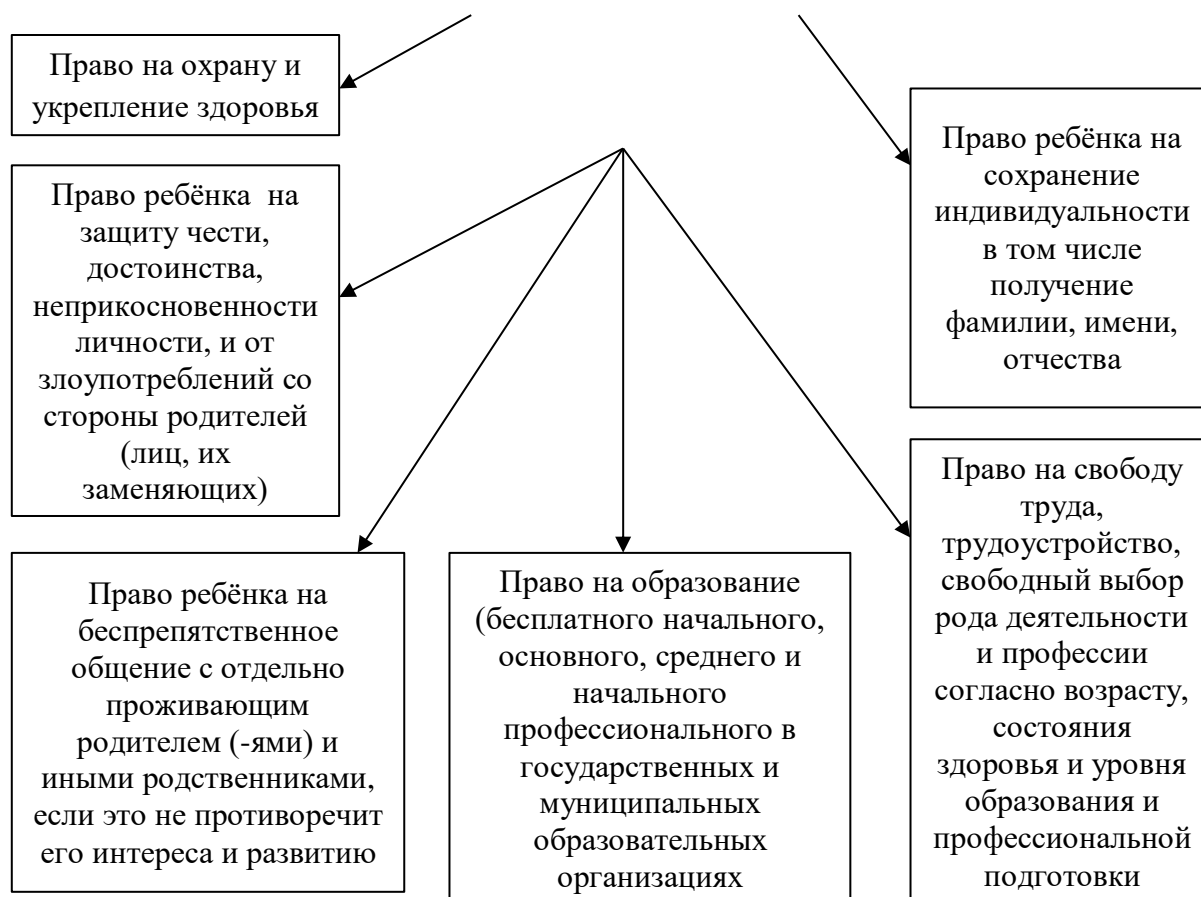 Право на охрану и
укрепление здоровья
Право ребёнка на
защиту чести,
достоинства,
неприкосновенности
личности, и от
злоупотреблений со
стороны родителей
(лиц, их
заменяющих)
Право ребёнка на
сохранение
индивидуальности
в том числе
получение
фамилии, имени,
отчества
Право ребёнка на
беспрепятственное
общение с отдельно
проживающим
родителем (-ями) и
иными родственниками,
если это не противоречит
его интереса и развитию
Право на образование
(бесплатного начального,
основного, среднего и
начального
профессионального в
государственных и
муниципальных
образовательных
организациях
Право на свободу
труда,
трудоустройство,
свободный выбор
рода деятельности
и профессии
согласно возрасту,
состояния
здоровья и уровня
образования и
профессиональной
подготовки